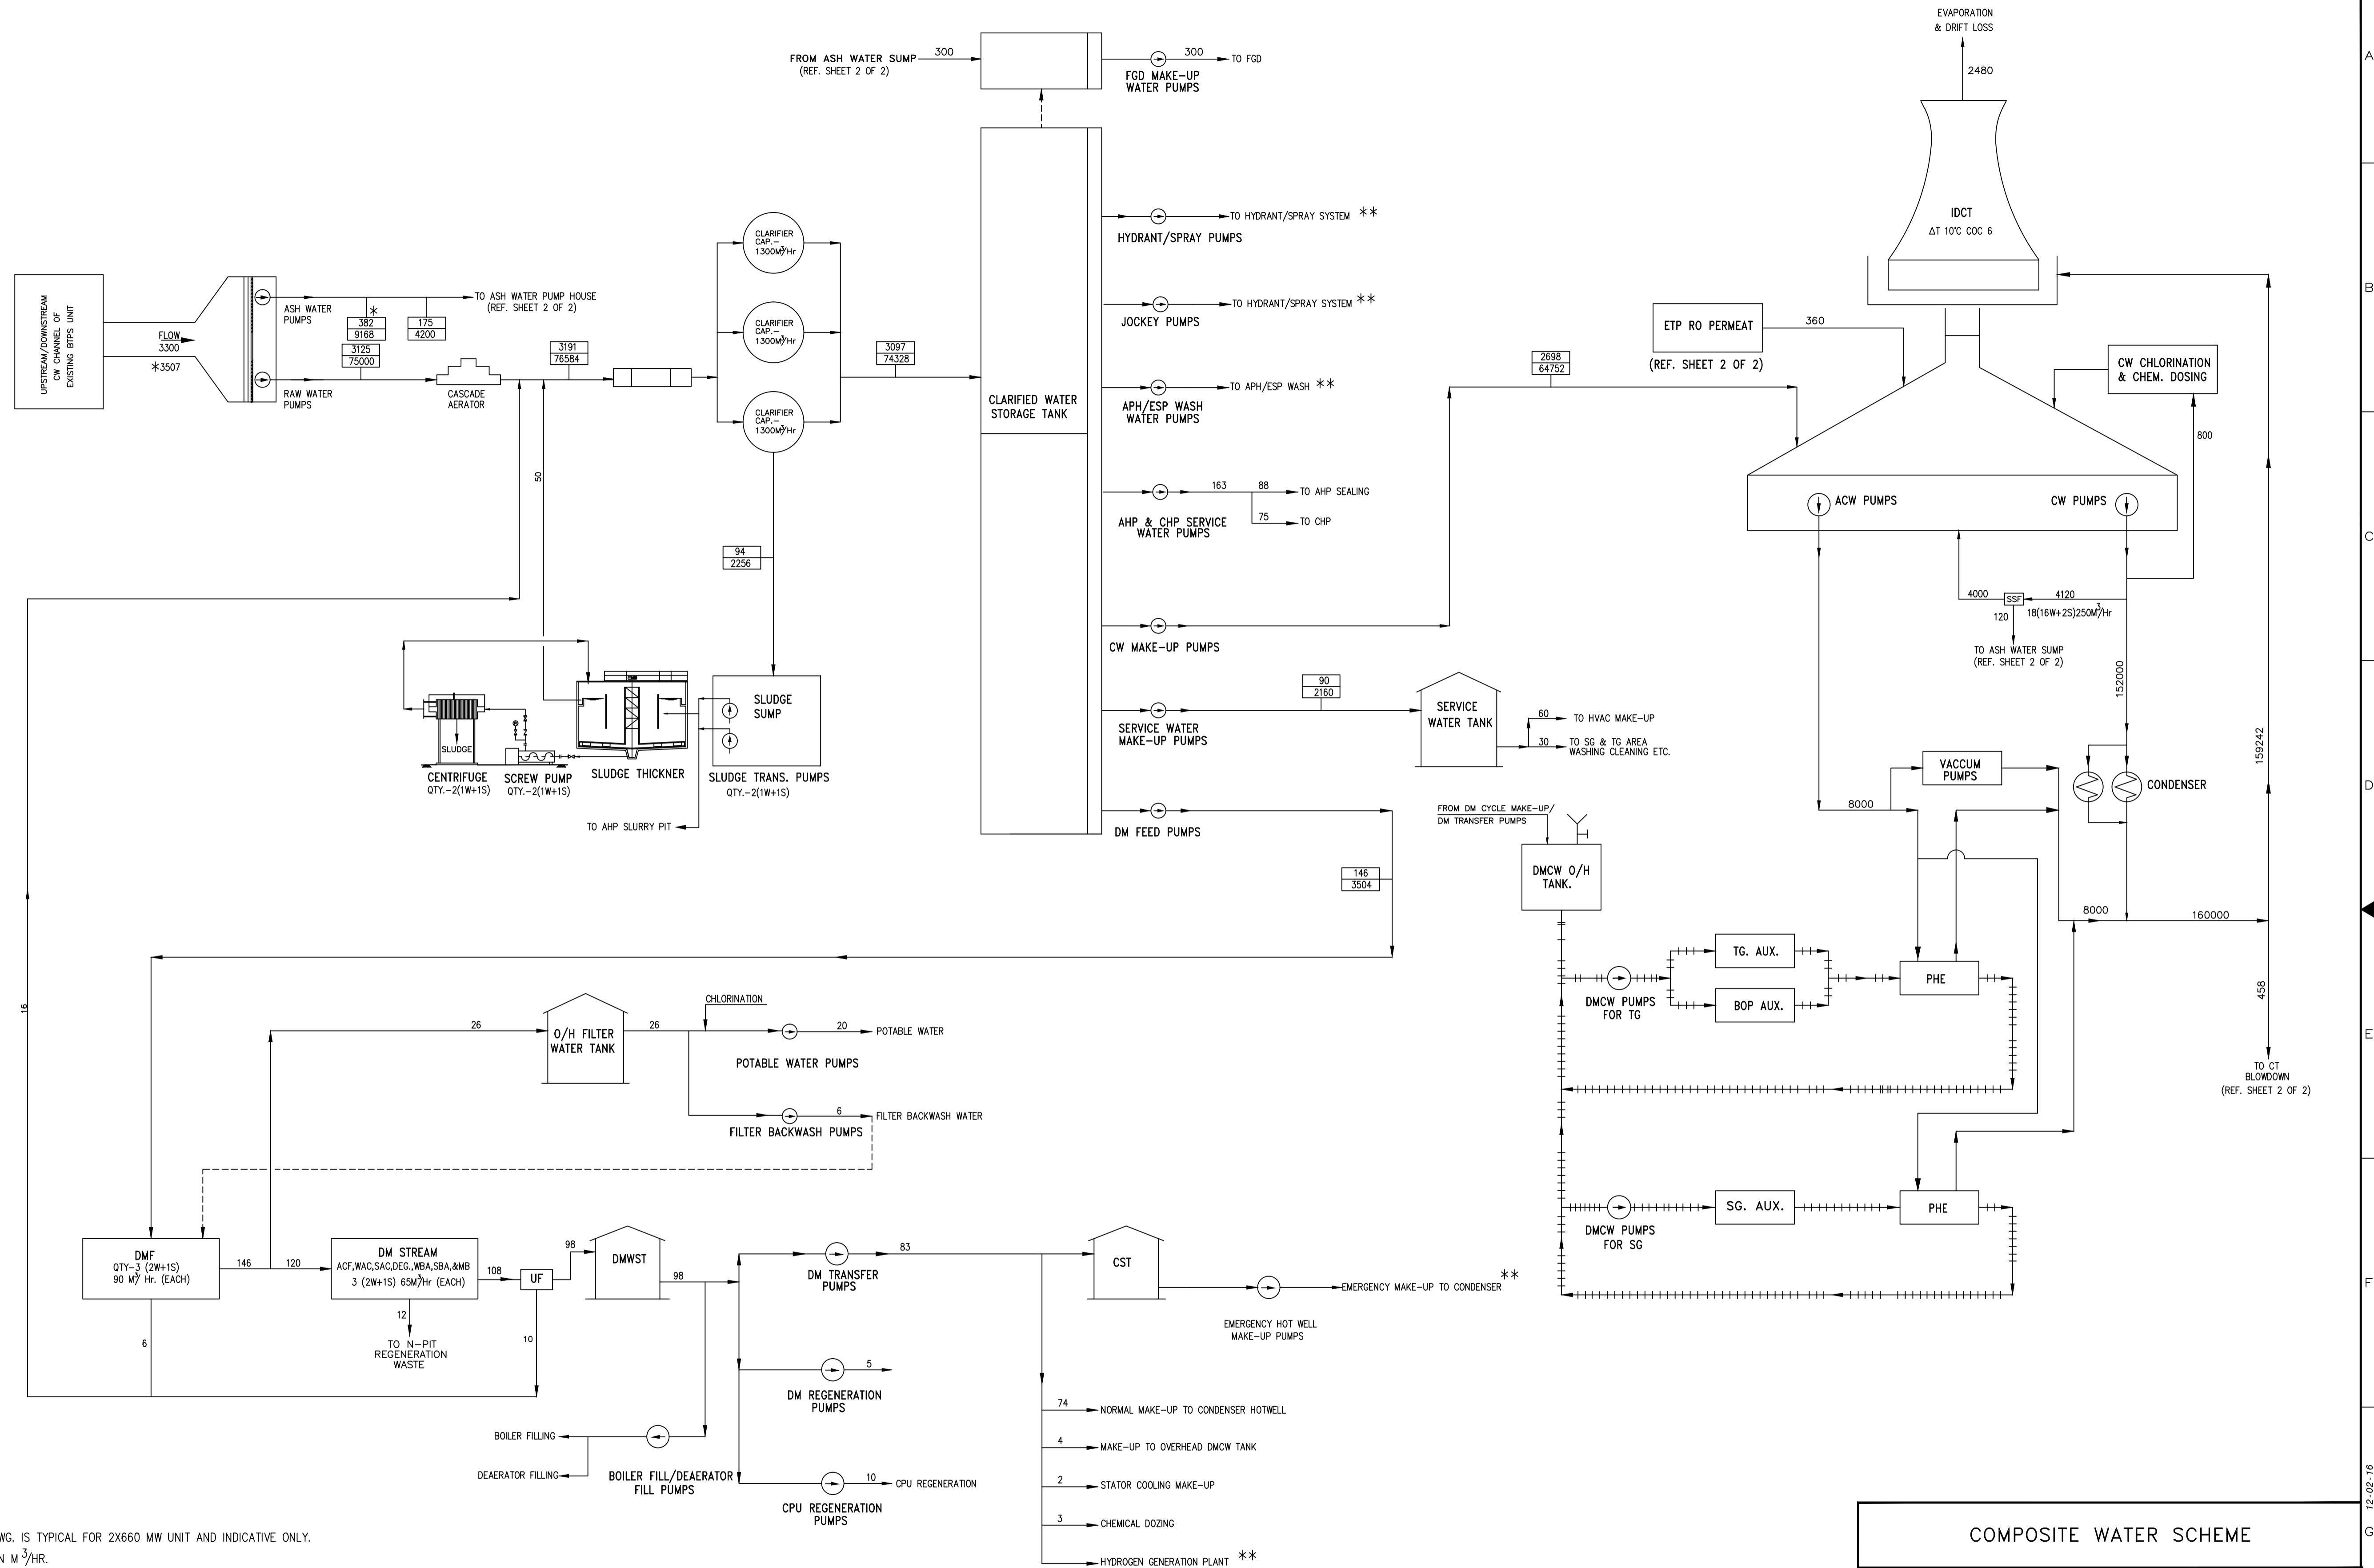 EVAPORATION
& DRIFT LOSS
2480
A
FROM ASH WATER SUMP
(REF. SHEET 2 OF 2)
300
300
TO FGD
FGD MAKE-UP
WATER PUMPS
IDCT
ΔT 10°C COC 6
B
UPSTREAM/DOWNSTREAM
CW CHANNEL OF
EXISTING BTPS UNIT
FLOW
3300
*3507
ASH WATER
PUMPS
*
382
9168
175
4200
TO ASH WATER PUMP HOUSE
(REF. SHEET 2 OF 2)
3125
75000
RAW WATER
PUMPS
CASCADE
AERATOR
3191
76584
CLARIFIER
CAP.-
1300M³/Hr
CLARIFIER
CAP.-
1300M³/Hr
CLARIFIER
CAP.-
1300M³/Hr
3097
74328
CLARIFIED WATER
STORAGE TANK
TO HYDRANT/SPRAY SYSTEM **
HYDRANT/SPRAY PUMPS
TO HYDRANT/SPRAY SYSTEM **
JOCKEY PUMPS
TO APH/ESP WASH **
APH/ESP WASH
WATER PUMPS
163
88
TO AHP SEALING
75
TO CHP
AHP & CHP SERVICE
WATER PUMPS
CW MAKE-UP PUMPS
2698
64752
ETP RO PERMEAT
(REF. SHEET 2 OF 2)
360
CW CHLORINATION
& CHEM. DOSING
800
ACW PUMPS
CW PUMPS
C
4000
SSF
4120
18(16W+2S)250M³/Hr
120
TO ASH WATER SUMP
(REF. SHEET 2 OF 2)
152000
159242
50
94
2256
SLUDGE
CENTRIFUGE
QTY.-2(1W+1S)
SCREW PUMP
QTY.-2(1W+1S)
SLUDGE THICKNER
SLUDGE
SUMP
SLUDGE TRANS. PUMPS
QTY.-2(1W+1S)
TO AHP SLURRY PIT
SERVICE WATER
MAKE-UP PUMPS
90
2160
SERVICE
WATER TANK
60
TO HVAC MAKE-UP
30
TO SG & TG AREA
WASHING CLEANING ETC.
DM FEED PUMPS
146
3504
FROM DM CYCLE MAKE-UP/
DM TRANSFER PUMPS
DMCW O/H
TANK.
8000
VACCUM
PUMPS
CONDENSER
D
8000
160000
458
TO CT
BLOWDOWN
(REF. SHEET 2 OF 2)
DMCW PUMPS
FOR TG
TG. AUX.
BOP AUX.
PHE
E
DMCW PUMPS
FOR SG
SG. AUX.
PHE
16
26
O/H FILTER
WATER TANK
26
CHLORINATION
20
POTABLE WATER
POTABLE WATER PUMPS
6
FILTER BACKWASH WATER
FILTER BACKWASH PUMPS
DMF
QTY-3 (2W+1S)
90 M³/ Hr. (EACH)
146
120
DM STREAM
ACF,WAC,SAC,DEG.,WBA,SBA,&MB
3 (2W+1S) 65M³/Hr (EACH)
108
UF
98
DMWST
98
6
12
TO N-PIT
REGENERATION
WASTE
10
83
DM TRANSFER
PUMPS
CST
EMERGENCY MAKE-UP TO CONDENSER **
EMERGENCY HOT WELL
MAKE-UP PUMPS
F
5
DM REGENERATION
PUMPS
BOILER FILLING
DEAERATOR FILLING
BOILER FILL/DEAERATOR
FILL PUMPS
10
CPU REGENERATION
CPU REGENERATION
PUMPS
74
NORMAL MAKE-UP TO CONDENSER HOTWELL
4
MAKE-UP TO OVERHEAD DMCW TANK
2
STATOR COOLING MAKE-UP
3
CHEMICAL DOZING
HYDROGEN GENERATION PLANT **
WG. IS TYPICAL FOR 2X660 MW UNIT AND INDICATIVE ONLY.
N M³/HR.
COMPOSITE WATER SCHEME
12-02-16
G